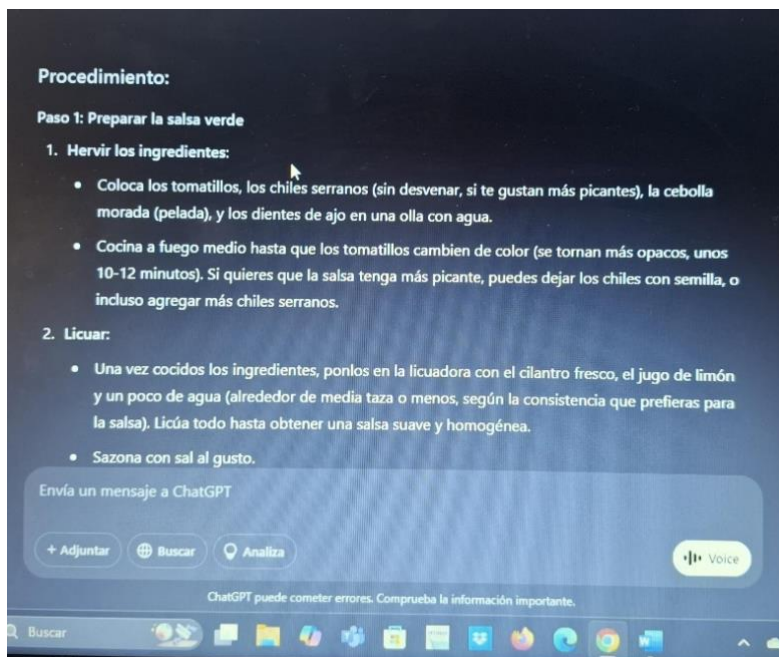 Procedimiento:
Paso 1: Preparar la salsa verde
1. Hervir los ingredientes:
• Coloca los tomatillos, los chiles serranos (sin desvenar, si te gustan más picantes), la cebolla
morada (pelada), y los dientes de ajo en una olla con agua.
• Cocina a fuego medio hasta que los tomatillos cambien de color (se tornan más opacos, unos
10-12 minutos). Si quieres que la salsa tenga más picante, puedes dejar los chiles con semilla, o
incluso agregar más chiles serranos.
2. Licuar:
• Una vez cocidos los ingredientes, ponlos en la licuadora con el cilantro fresco, el jugo de limón
y un poco de agua (alrededor de media taza o menos, según la consistencia que prefieras para
la salsa). Licúa todo hasta obtener una salsa suave y homogénea.
• Sazona con sal al gusto.
Envía un mensaje a ChatGPT
+ Adjuntar Buscar Analiza Voice
ChatGPT puede cometer errores. Comprueba la información importante.
Buscar